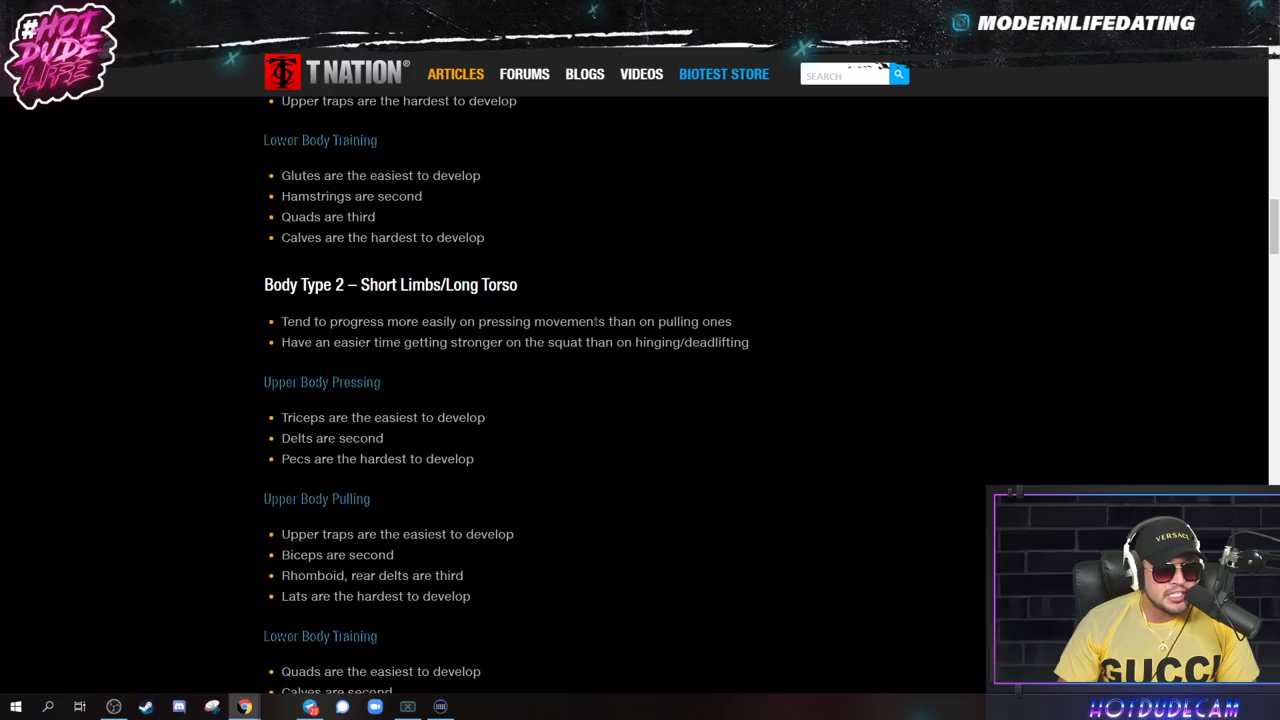 #HOT
DUDE
LIFE
MODERNLIFEDATING
T NATION®
ARTICLES FORUMS BLOGS VIDEOS BIOTEST STORE
SEARCH
• Upper traps are the hardest to develop
Lower Body Training
• Glutes are the easiest to develop
• Hamstrings are second
• Quads are third
• Calves are the hardest to develop
Body Type 2 – Short Limbs/Long Torso
• Tend to progress more easily on pressing movements than on pulling ones
• Have an easier time getting stronger on the squat than on hinging/deadlifting
Upper Body Pressing
• Triceps are the easiest to develop
• Delts are second
• Pecs are the hardest to develop
Upper Body Pulling
• Upper traps are the easiest to develop
• Biceps are second
• Rhomboid, rear delts are third
• Lats are the hardest to develop
Lower Body Training
• Quads are the easiest to develop
Calves are second
VERSACE
GUCCI
HOTDUDECAM